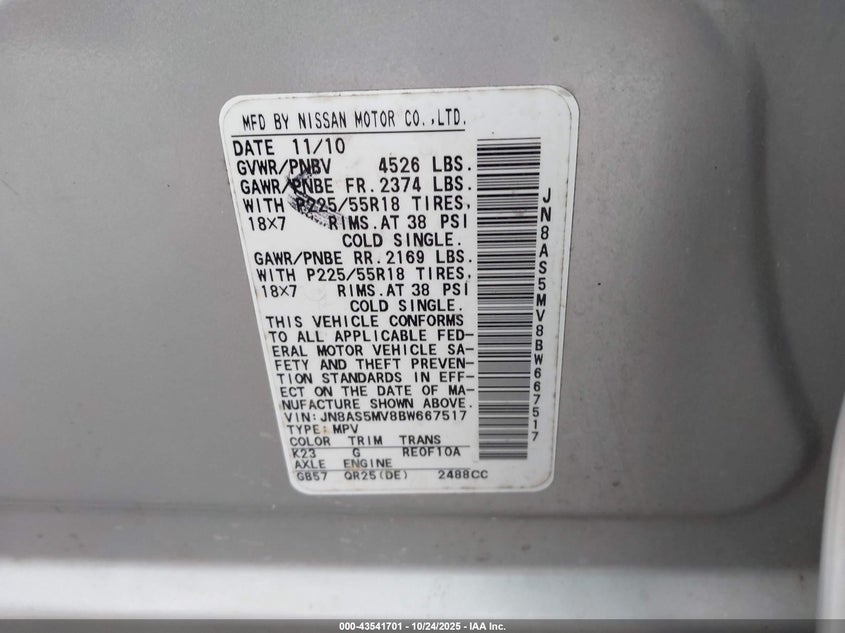 MFD BY NISSAN MOTOR CO.,LTD.
DATE 11/10
GVWR/PNBV 4526 LBS.
GAWR/PNBE FR. 2374 LBS.
WITH P225/55R18 TIRES,
18×7 RIMS.AT 38 PSI
COLD SINGLE.
GAWR/PNBE RR. 2169 LBS.
WITH P225/55R18 TIRES,
18×7 RIMS.AT 38 PSI
COLD SINGLE.
THIS VEHICLE CONFORMS
TO ALL APPLICABLE FED-
ERAL MOTOR VEHICLE SA-
FETY AND THEFT PREVEN-
TION STANDARDS IN EFF-
ECT ON THE DATE OF MA-
NUFACTURE SHOWN ABOVE.
VIN: JN8AS5MV8BW667517
TYPE: MPV
COLOR TRIM TRANS
K23 G RE0F10A
AXLE ENGINE
GB57 QR25(DE) 2488CC
JN8AS5MV8BW667517
000-43541701 - 10/24/2025 - IAA Inc.